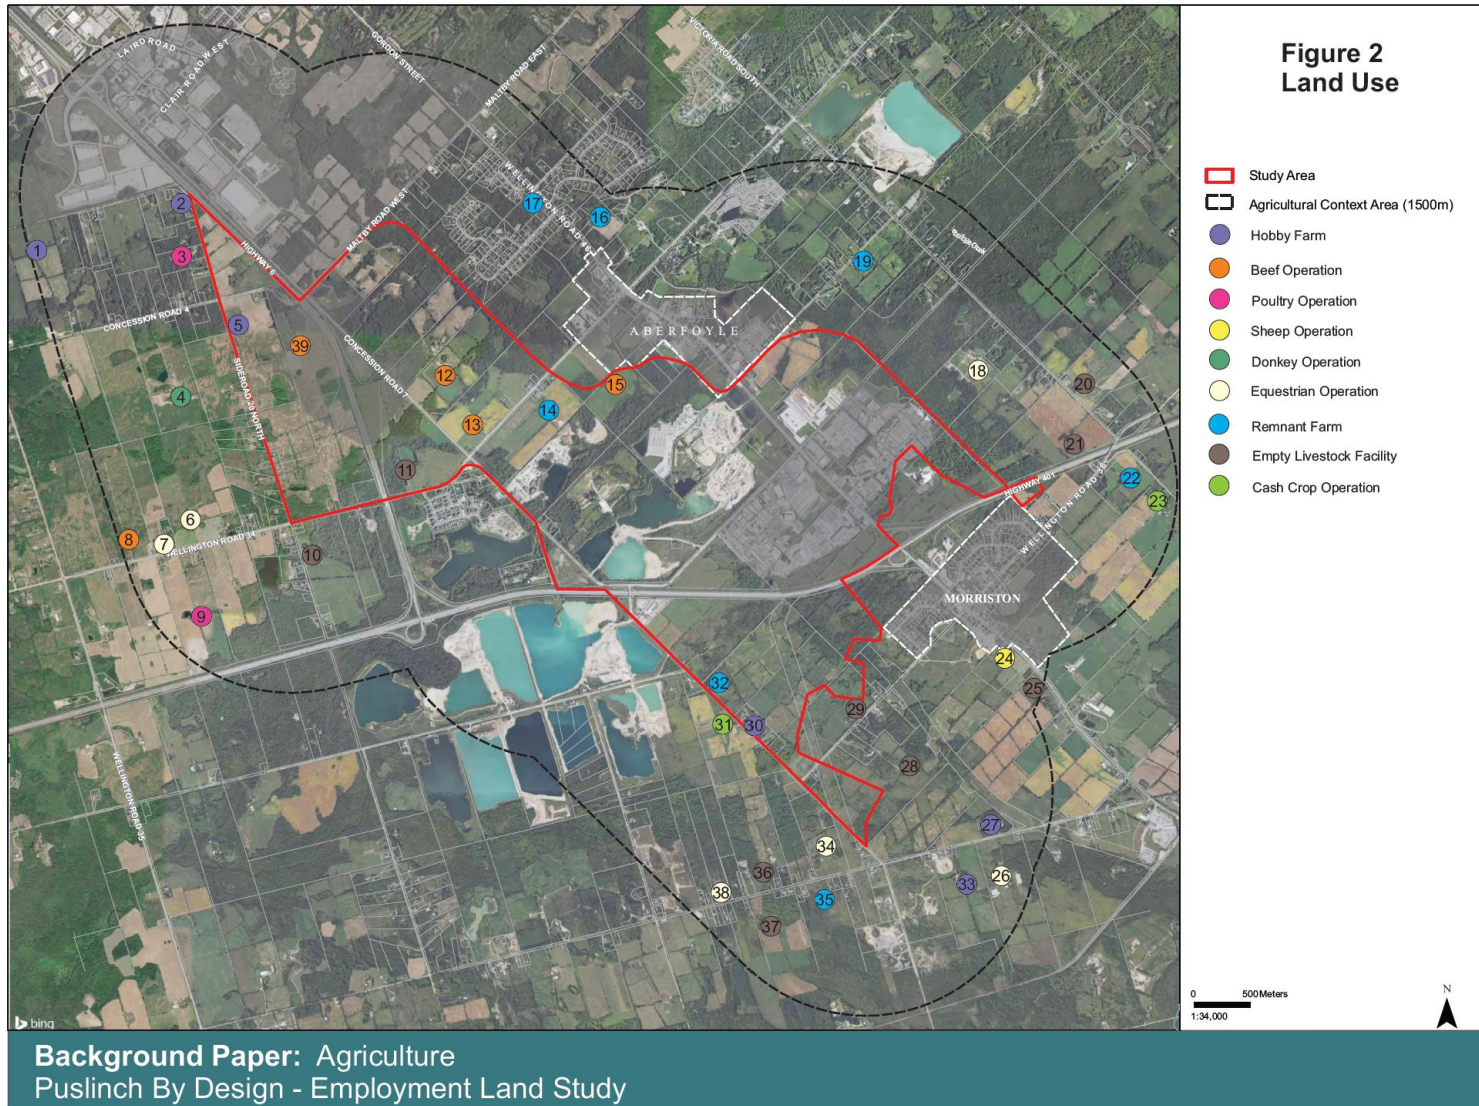 Figure 2
Land Use
Study Area
Agricultural Context Area (1500m)
Hobby Farm
Beef Operation
Poultry Operation
Sheep Operation
Donkey Operation
Equestrian Operation
Remnant Farm
Empty Livestock Facility
Cash Crop Operation
0 500 Meters
1:34,000
N
LAIRD ROAD
CLAIR ROAD WEST
GORDON STREET
MALTBY ROAD EAST
VICTORIA ROAD SOUTH
WELLINGTON ROAD 46
MALTBY ROAD WEST
HIGHWAY 6
CONCESSION ROAD 4
SIDEROAD 20 NORTH
CONCESSION ROAD 7
ABERFOYLE
WELLINGTON ROAD 34
HIGHWAY 401
WELLINGTON ROAD 36
MORRISTON
WELLINGTON ROAD 35
1
2
3
4
5
6
7
8
9
10
11
12
13
14
15
16
17
18
19
20
21
22
23
24
25
26
27
28
29
30
31
32
33
34
35
36
37
38
39
bing
Background Paper: Agriculture
Puslinch By Design - Employment Land Study